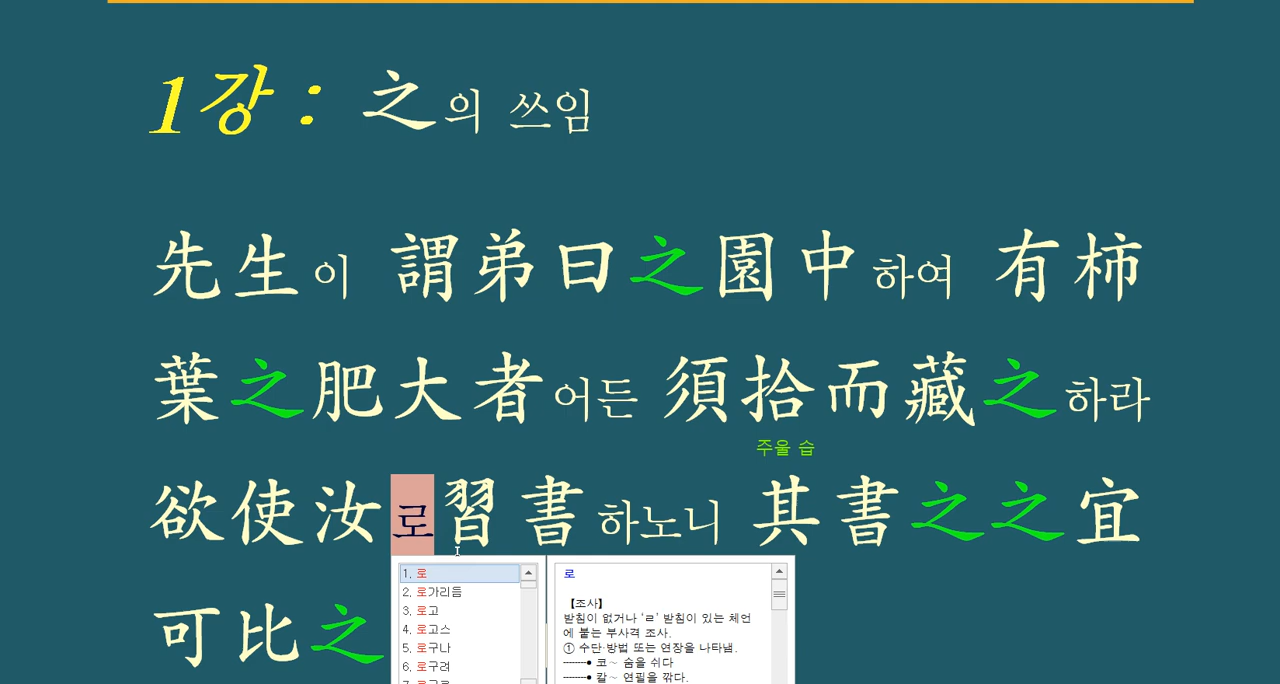 1강 : 之의 쓰임
先生이 謂弟曰之園中하여 有柿
葉之肥大者어든 須拾而藏之하라
주울 습
欲使汝로習書하노니 其書之之宜
可比之
1. 로
2. 로가리듬
3. 로고
4. 로고스
5. 로구나
6. 로구려
로
【조사】
받침이 없거나 'ㄹ' 받침이 있는 체언
에 붙는 부사격 조사.
① 수단·방법 또는 연장을 나타냄.
-------● 코~ 숨을 쉬다
-------● 칼~ 연필을 깎다.